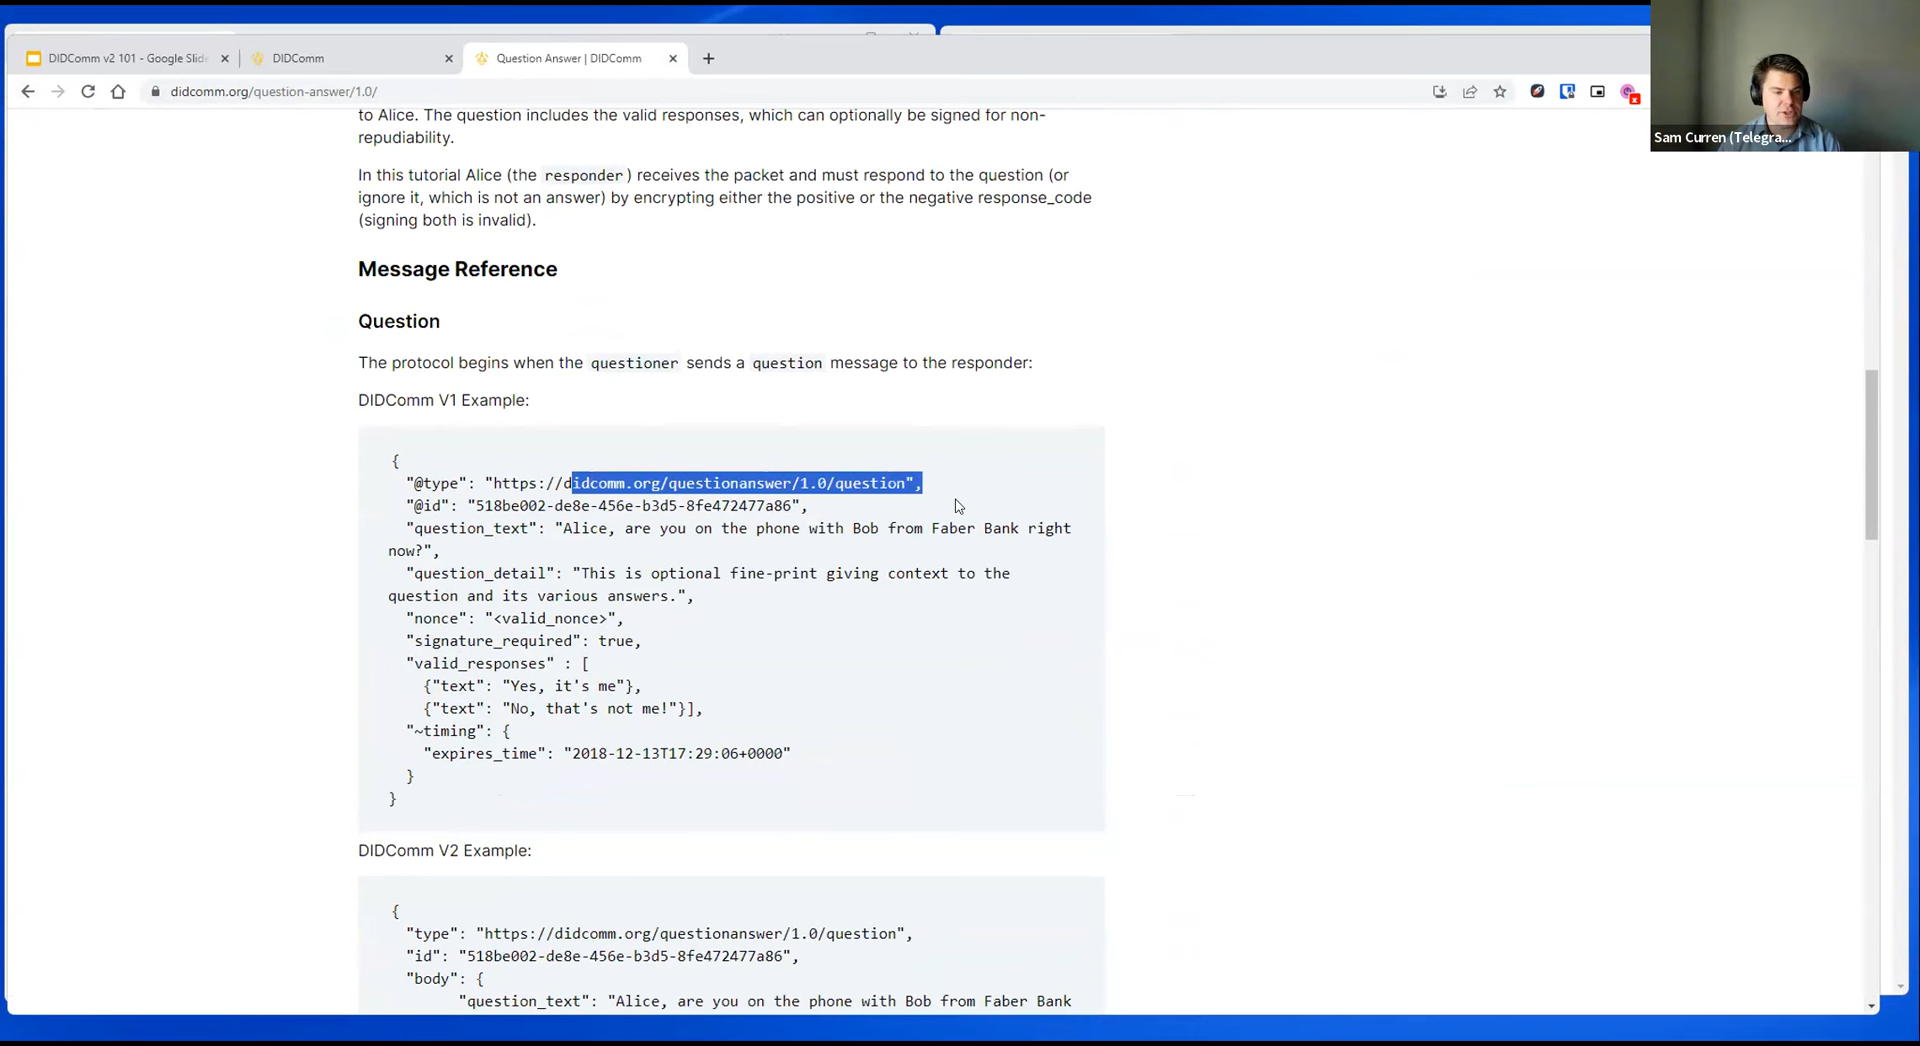 DIDComm v2 101 - Google Slide
DIDComm
Question Answer | DIDComm
didcomm.org/question-answer/1.0/
Sam Curren (Telegra...
to Alice. The question includes the valid responses, which can optionally be signed for non-
repudiability.
In this tutorial Alice (the responder) receives the packet and must respond to the question (or
ignore it, which is not an answer) by encrypting either the positive or the negative response_code
(signing both is invalid).
Message Reference
Question
The protocol begins when the questioner sends a question message to the responder:
DIDComm V1 Example:
{
"@type": "https://didcomm.org/questionanswer/1.0/question",
"@id": "518be002-de8e-456e-b3d5-8fe472477a86",
"question_text": "Alice, are you on the phone with Bob from Faber Bank right
now?",
"question_detail": "This is optional fine-print giving context to the
question and its various answers.",
"nonce": "<valid_nonce>",
"signature_required": true,
"valid_responses" : [
{"text": "Yes, it's me"},
{"text": "No, that's not me!"}],
"~timing": {
"expires_time": "2018-12-13T17:29:06+0000"
}
}
DIDComm V2 Example:
{
"type": "https://didcomm.org/questionanswer/1.0/question",
"id": "518be002-de8e-456e-b3d5-8fe472477a86",
"body": {
"question_text": "Alice, are you on the phone with Bob from Faber Bank